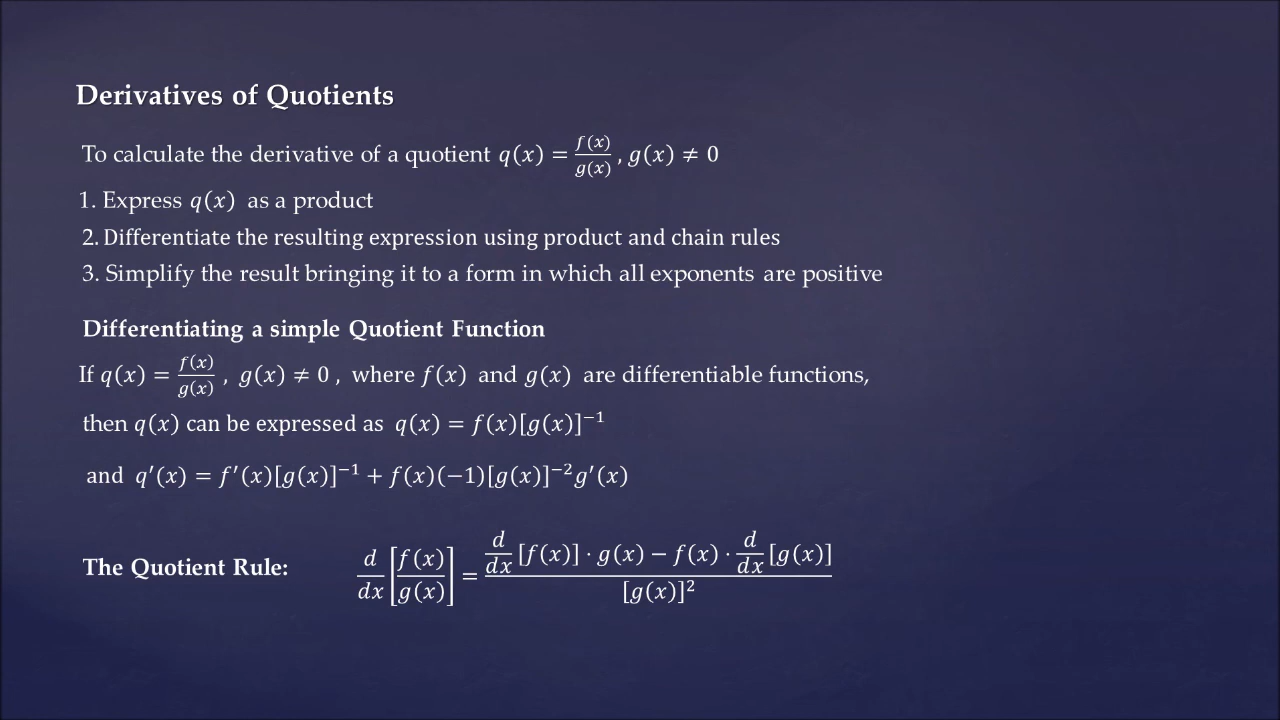 Derivatives of Quotients
To calculate the derivative of a quotient q(x) = f(x)/g(x) , g(x) ≠ 0
1. Express q(x) as a product
2. Differentiate the resulting expression using product and chain rules
3. Simplify the result bringing it to a form in which all exponents are positive
Differentiating a simple Quotient Function
If q(x) = f(x)/g(x) , g(x) ≠ 0 , where f(x) and g(x) are differentiable functions,
then q(x) can be expressed as q(x) = f(x)[g(x)]⁻¹
and q′(x) = f′(x)[g(x)]⁻¹ + f(x)(−1)[g(x)]⁻²g′(x)
The Quotient Rule: d/dx [f(x)/g(x)] = (d/dx [f(x)] · g(x) − f(x) · d/dx [g(x)]) / [g(x)]²